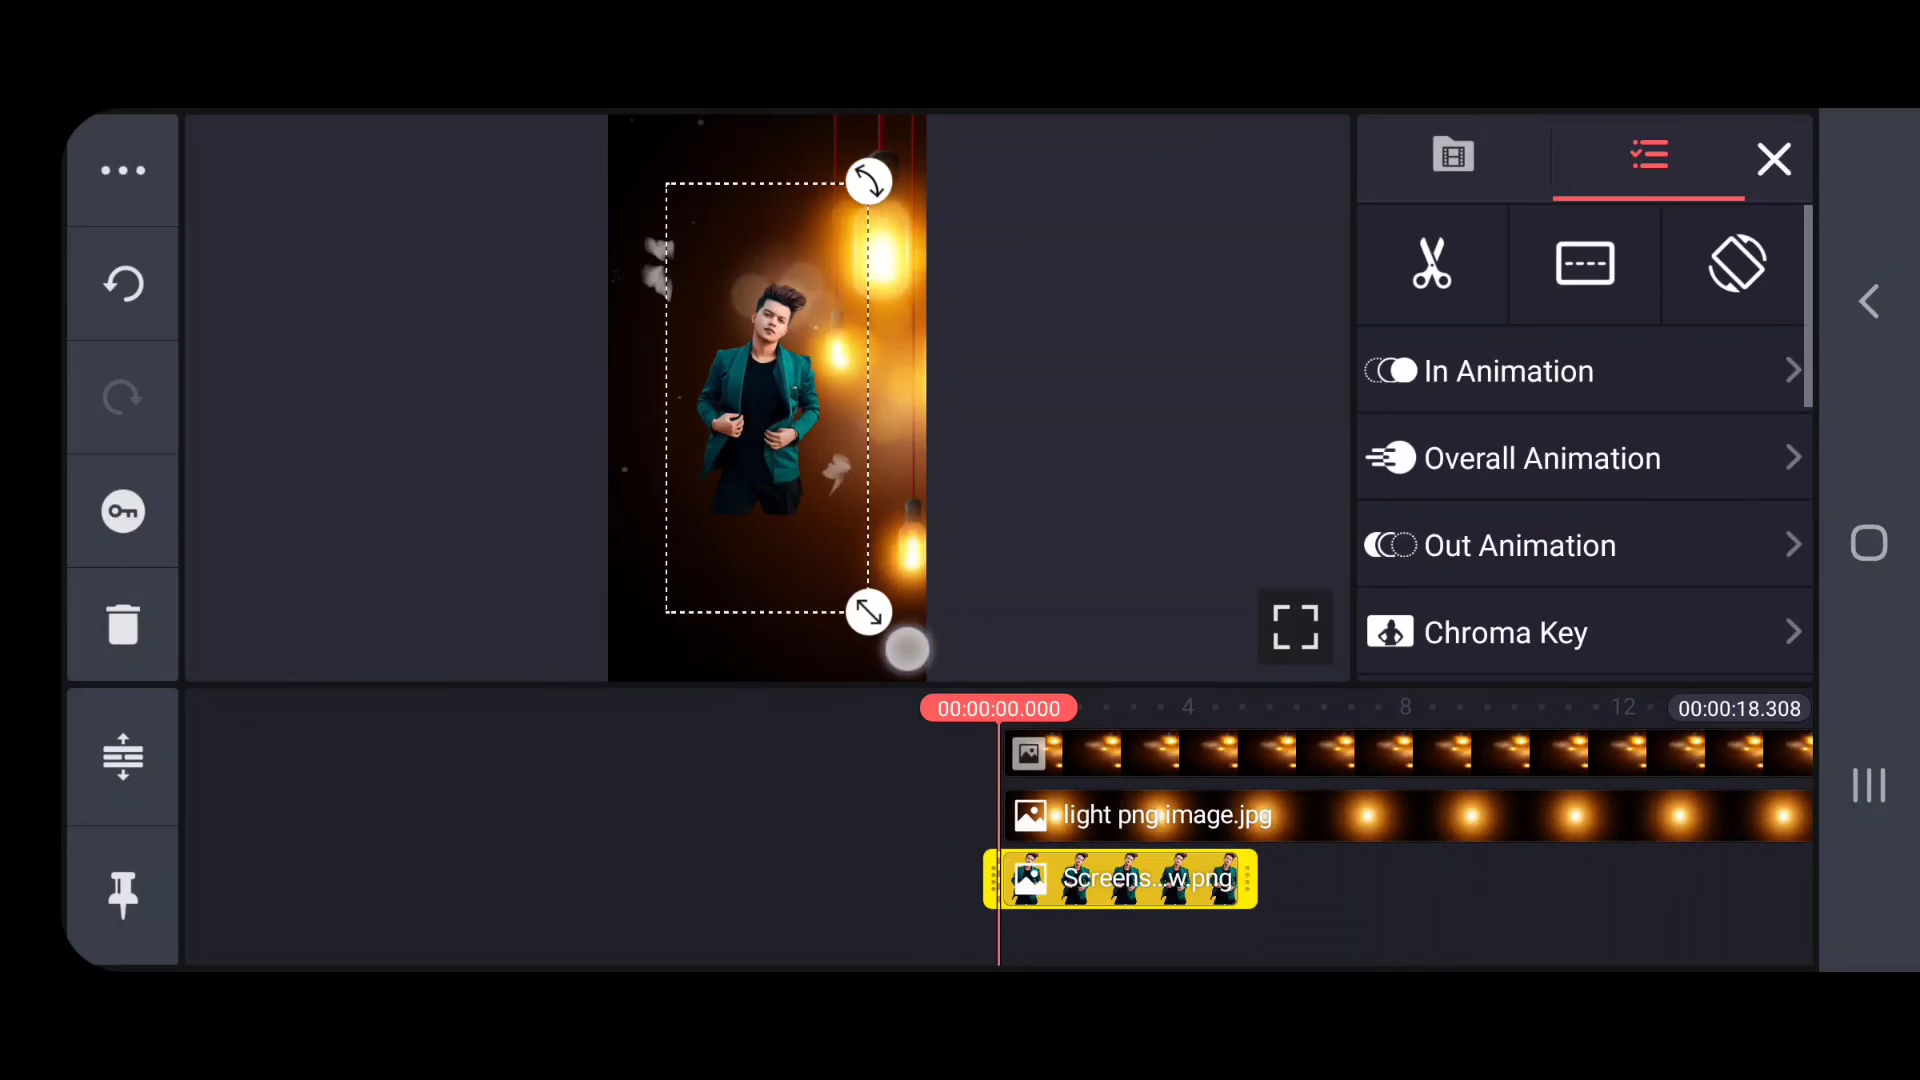 In Animation
Overall Animation
Out Animation
Chroma Key
00:00:00.000
4
8
12
00:00:18.308
light png image.jpg
Screens...w.png